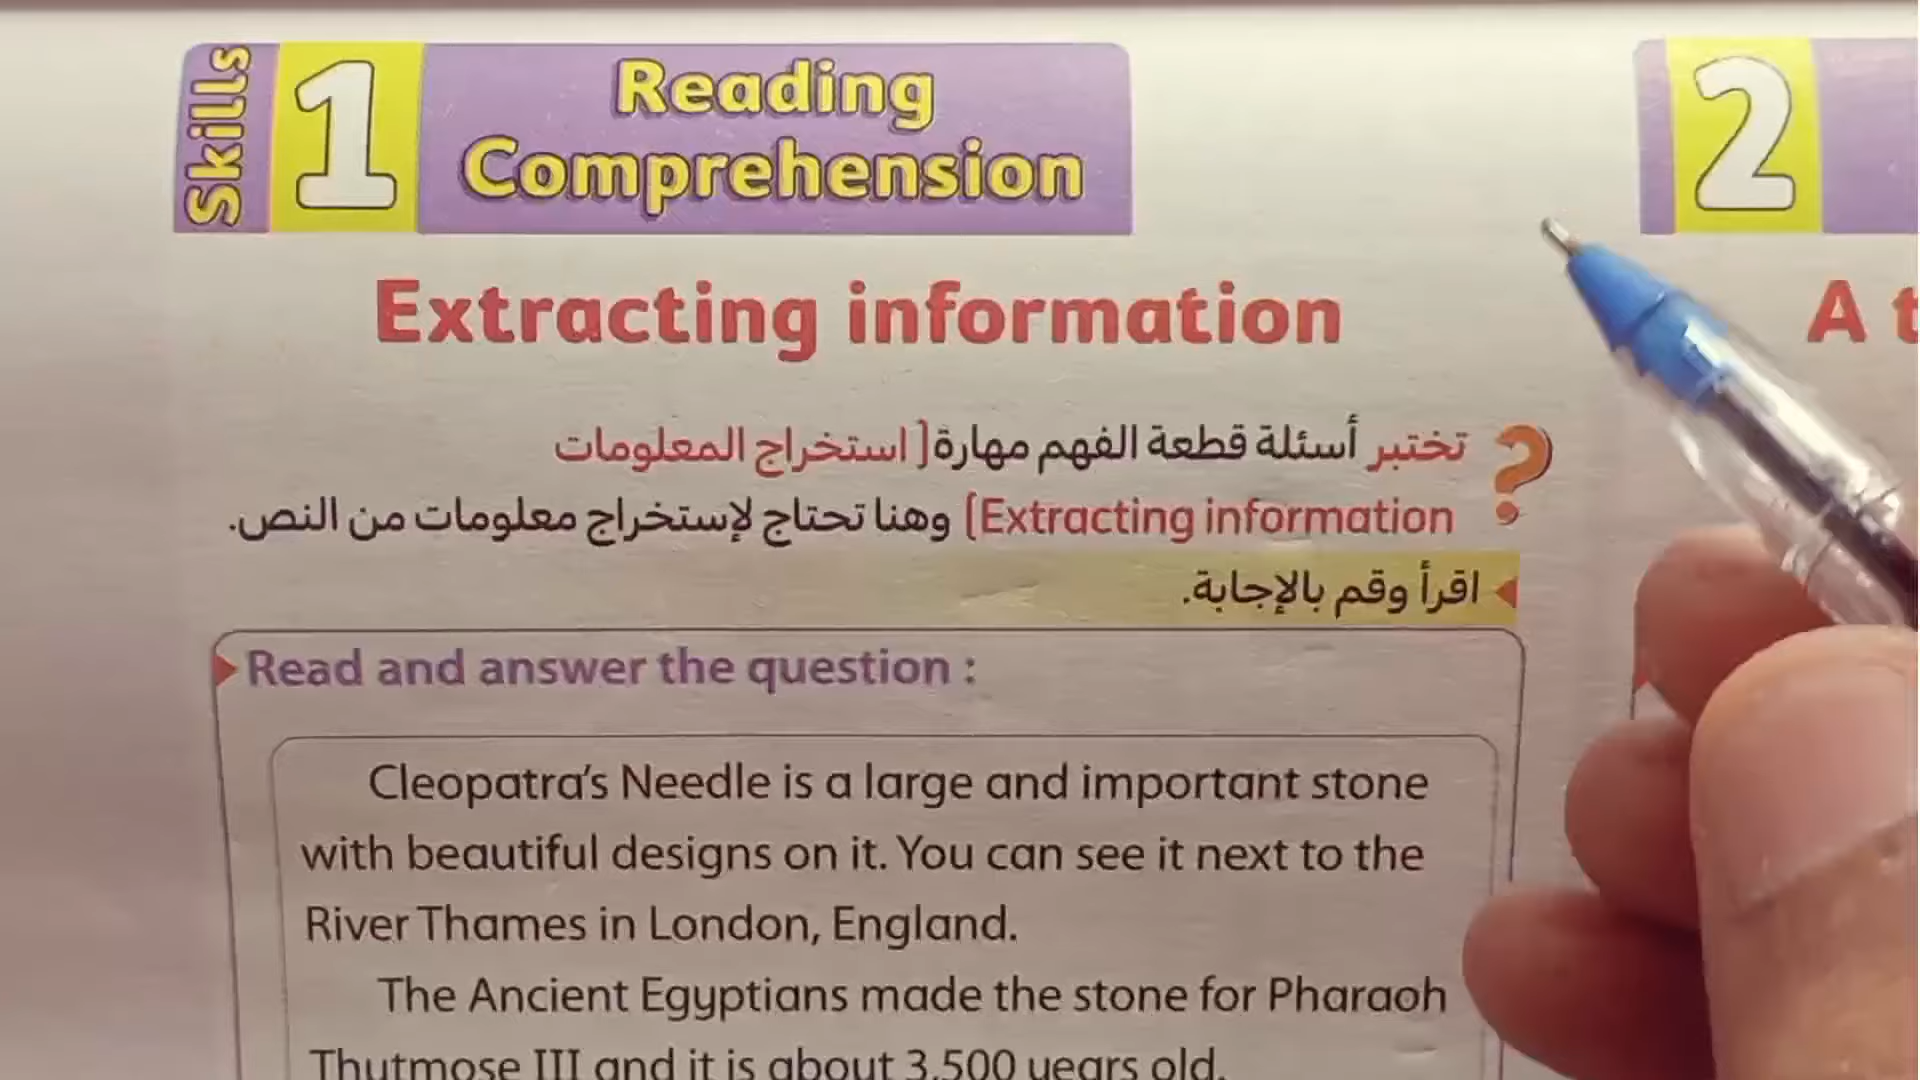 Skills 1 Reading
Comprehension
2
Extracting information
A
تختبر أسئلة قطعة الفهم مهارة [ استخراج المعلومات
Extracting information] وهنا تحتاج لإستخراج معلومات من النص.
اقرأ وقم بالإجابة.
Read and answer the question :
Cleopatra's Needle is a large and important stone
with beautiful designs on it. You can see it next to the
River Thames in London, England.
The Ancient Egyptians made the stone for Pharaoh
Thutmose III and it is about 3,500 years old.